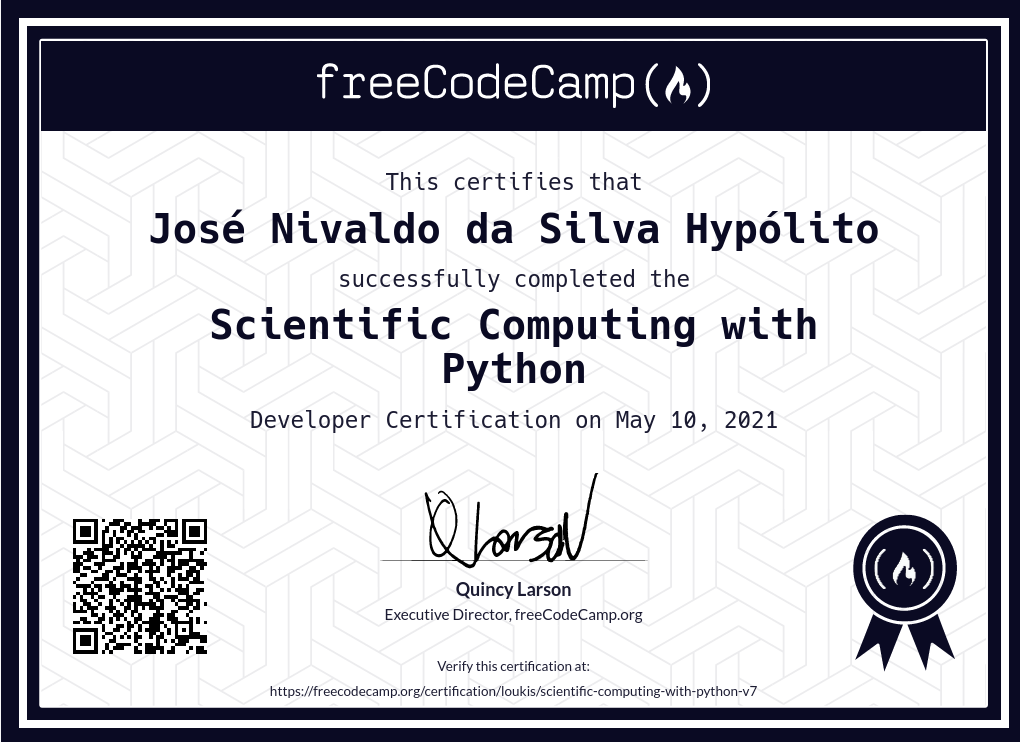 freeCodeCamp
This certifies that
José Nivaldo da Silva Hypólito
successfully completed the
Scientific Computing with
Python
Developer Certification on May 10, 2021
Q Larson
Quincy Larson
Executive Director, freeCodeCamp.org
Verify this certification at:
https://freecodecamp.org/certification/loukis/scientific-computing-with-python-v7